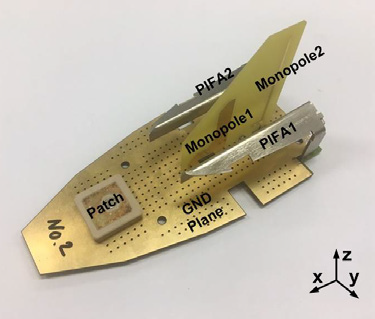 PIFA2
Monopole2
Monopole1
PIFA1
Patch
GND
Plane
No.2
z
x
y